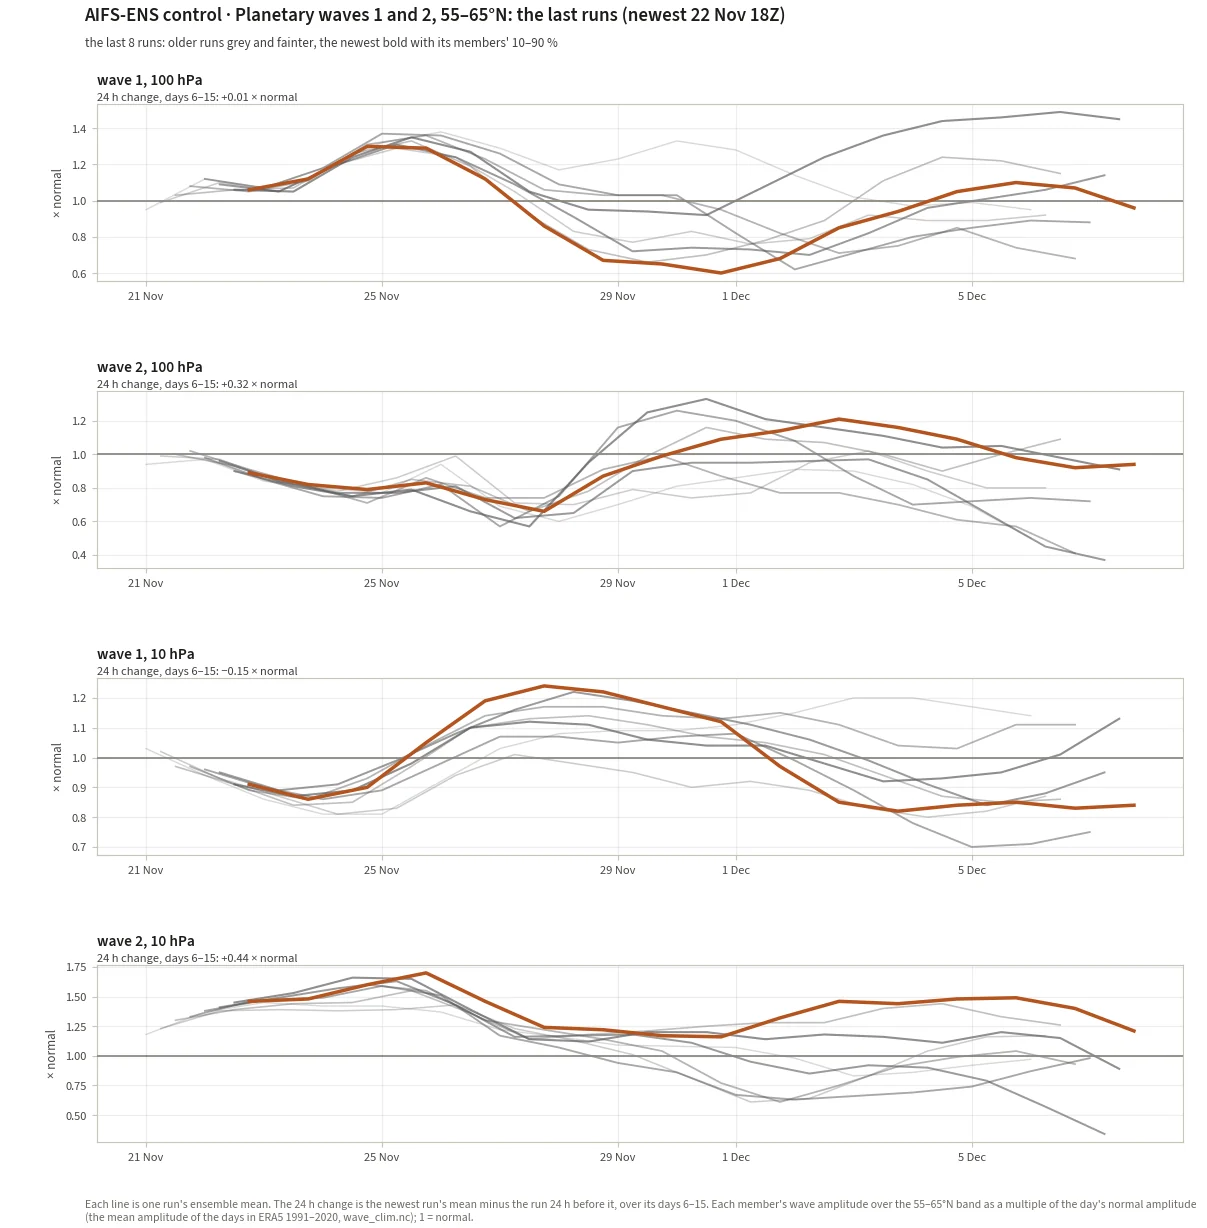 AIFS-ENS control · Planetary waves 1 and 2, 55–65°N: the last runs (newest 22 Nov 18Z)
the last 8 runs: older runs grey and fainter, the newest bold with its members' 10–90 %
wave 1, 100 hPa
24 h change, days 6–15: +0.01 × normal
1.4
1.2
1.0
0.8
0.6
× normal
21 Nov
25 Nov
29 Nov
1 Dec
5 Dec
wave 2, 100 hPa
24 h change, days 6–15: +0.32 × normal
1.2
1.0
0.8
0.6
0.4
× normal
21 Nov
25 Nov
29 Nov
1 Dec
5 Dec
wave 1, 10 hPa
24 h change, days 6–15: −0.15 × normal
1.2
1.1
1.0
0.9
0.8
0.7
× normal
21 Nov
25 Nov
29 Nov
1 Dec
5 Dec
wave 2, 10 hPa
24 h change, days 6–15: +0.44 × normal
1.75
1.50
1.25
1.00
0.75
0.50
× normal
21 Nov
25 Nov
29 Nov
1 Dec
5 Dec
Each line is one run's ensemble mean. The 24 h change is the newest run's mean minus the run 24 h before it, over its days 6–15. Each member's wave amplitude over the 55–65°N band as a multiple of the day's normal amplitude
(the mean amplitude of the days in ERA5 1991–2020, wave_clim.nc); 1 = normal.